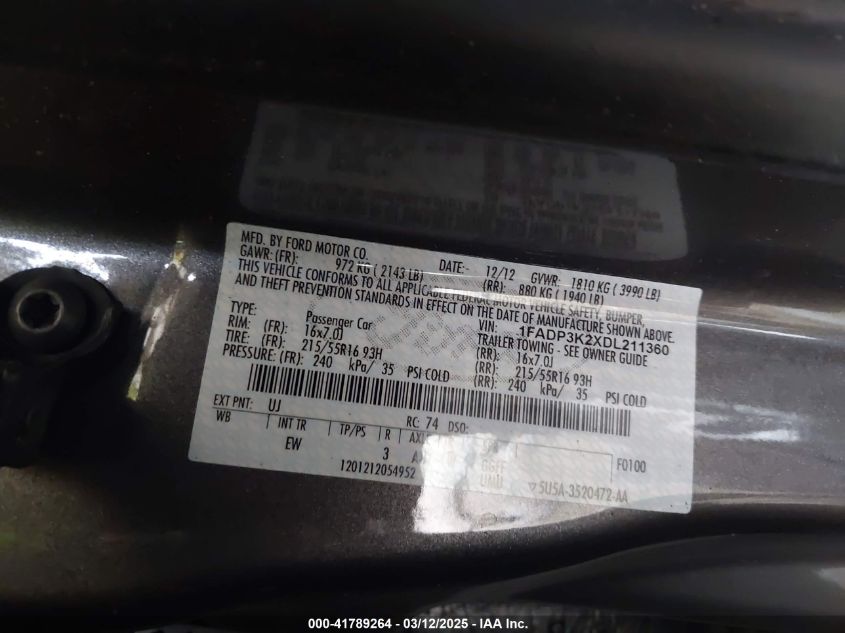 MFD. BY FORD MOTOR CO.
DATE:- 12/12 GVWR: 1810 KG ( 3990 LB)
GAWR: (FR): 972 KG ( 2143 LB) (RR): 880 KG ( 1940 LB)
THIS VEHICLE CONFORMS TO ALL APPLICABLE FEDERAL MOTOR VEHICLE SAFETY, BUMPER,
AND THEFT PREVENTION STANDARDS IN EFFECT ON THE DATE OF MANUFACTURE SHOWN ABOVE.
VIN: 1FADP3K2XDL211360
TYPE: Passenger Car TRAILER TOWING - SEE OWNER GUIDE
RIM: (FR): 16x7.0J (RR): 16x7.0J
TIRE: (FR): 215/55R16 93H (RR): 215/55R16 93H
PRESSURE: (FR): 240 kPa/ 35 PSI COLD (RR): 240 kPa/ 35 PSI COLD
EXT PNT: UJ RC: 74 DSO:
WB INT TR TP/PS R
EW 3 F0100
1201212054952 5U5A-3520472-AA
000-41789264 - 03/12/2025 - IAA Inc.